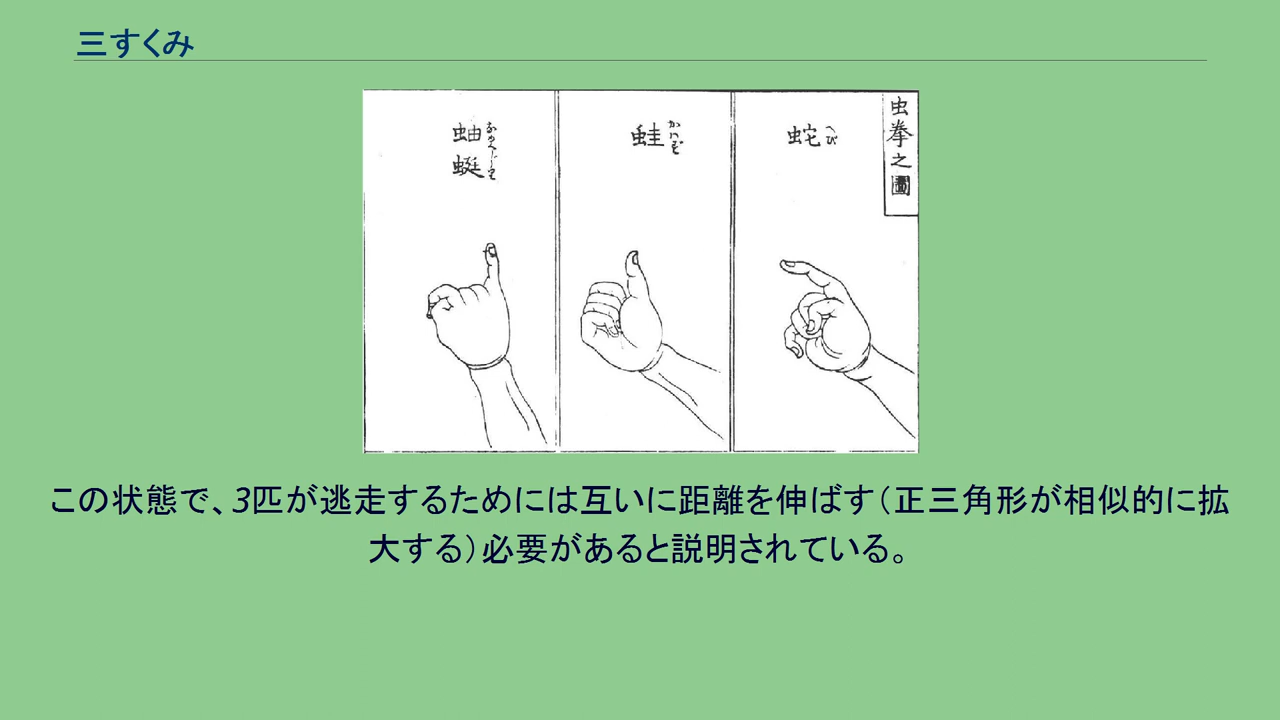 三すくみ
虫拳之圖
蛇 へび
蛙 かへる
蚰蜒 なめくじ
この状態で、3匹が逃走するためには互いに距離を伸ばす（正三角形が相似的に拡
大する）必要があると説明されている。